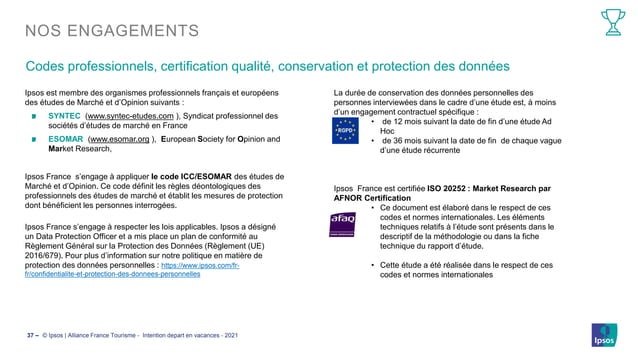 NOS ENGAGEMENTS
Codes professionnels, certification qualité, conservation et protection des données
Ipsos est membre des organismes professionnels français et européens
des études de Marché et d'Opinion suivants :
SYNTEC (www.syntec-etudes.com ), Syndicat professionnel des
sociétés d'études de marché en France
ESOMAR (www.esomar.org ), European Society for Opinion and
Market Research,
Ipsos France s'engage à appliquer le code ICC/ESOMAR des études de
Marché et d'Opinion. Ce code définit les règles déontologiques des
professionnels des études de marché et établit les mesures de protection
dont bénéficient les personnes interrogées.
Ipsos France s'engage à respecter les lois applicables. Ipsos a désigné
un Data Protection Officer et a mis place un plan de conformité au
Règlement Général sur la Protection des Données (Règlement (UE)
2016/679). Pour plus d'information sur notre politique en matière de
protection des données personnelles : https://www.ipsos.com/fr-
fr/confidentialite-et-protection-des-donnees-personnelles
La durée de conservation des données personnelles des
personnes interviewées dans le cadre d'une étude est, à moins
d'un engagement contractuel spécifique :
• de 12 mois suivant la date de fin d'une étude Ad
Hoc
• de 36 mois suivant la date de fin de chaque vague
d'une étude récurrente
RGPD
Ipsos France est certifiée ISO 20252 : Market Research par
AFNOR Certification
• Ce document est élaboré dans le respect de ces
codes et normes internationales. Les éléments
techniques relatifs à l'étude sont présents dans le
descriptif de la méthodologie ou dans la fiche
technique du rapport d'étude.
• Cette étude a été réalisée dans le respect de ces
codes et normes internationales
afaq
37 – © Ipsos | Alliance France Tourisme - Intention depart en vacances - 2021
Ipsos